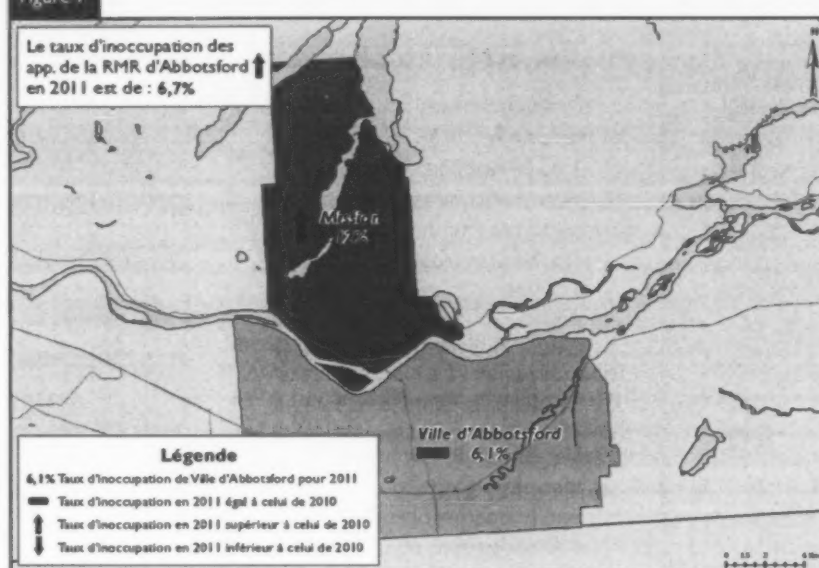 Figure
Le taux d'inoccupation des
app. de la RMR d'Abbotsford
en 2011 est de : 6,7%
N
Mission
Ville d'Abbotsford
6,1%
Légende
6,1% Taux d'inoccupation de Ville d'Abbotsford pour 2011
Taux d'inoccupation en 2011 égal à celui de 2010
Taux d'inoccupation en 2011 supérieur à celui de 2010
Taux d'inoccupation en 2011 inférieur à celui de 2010